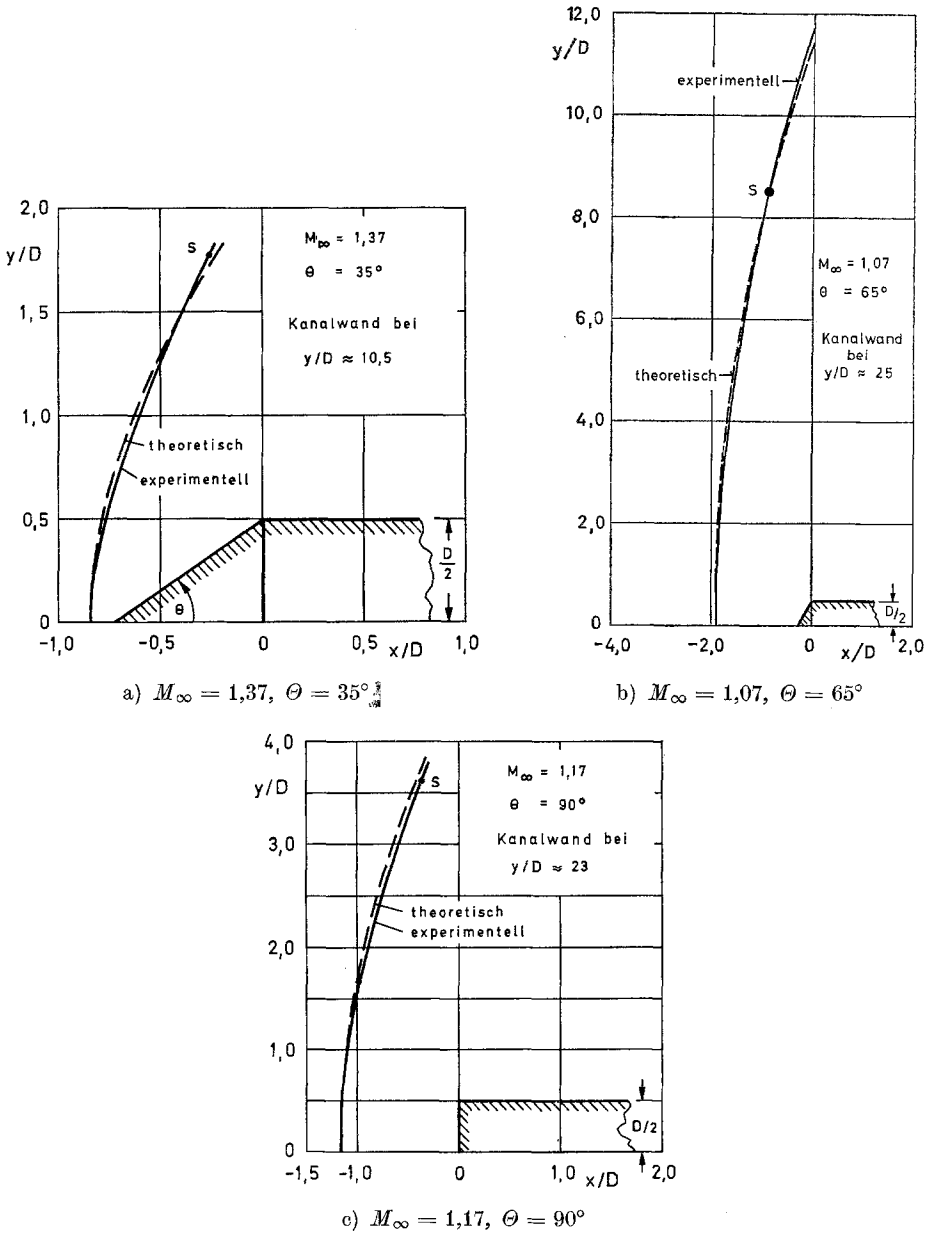 2,0
y/D
1,5
1,0
0,5
0
-1,0
-0,5
0
0,5
1,0
x/D
S
M∞ = 1,37
θ = 35°
Kanalwand bei
y/D ≈ 10,5
theoretisch
experimentell
θ
D/2
a) M∞ = 1,37, Θ = 35°
12,0
y/D
10,0
8,0
6,0
4,0
2,0
0
-4,0
-2,0
0
x/D
2,0
experimentell
S
M∞ = 1,07
θ = 65°
Kanalwand
bei
y/D ≈ 25
theoretisch
D/2
b) M∞ = 1,07, Θ = 65°
4,0
y/D
3,0
2,0
1,0
0
-1,5
-1,0
0
1,0
x/D
2,0
S
M∞ = 1,17
θ = 90°
Kanalwand bei
y/D ≈ 23
theoretisch
experimentell
D/2
c) M∞ = 1,17, Θ = 90°